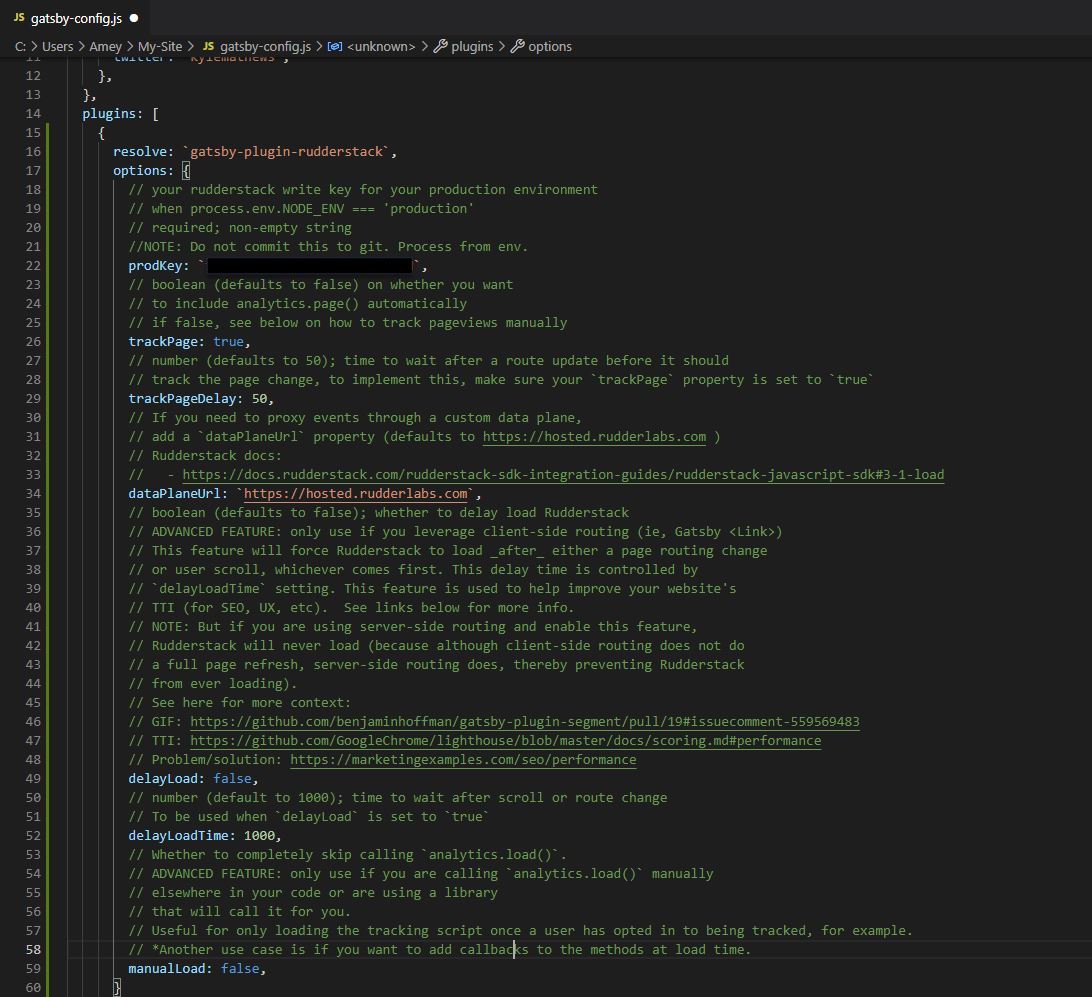 JS gatsby-config.js ●
C: > Users > Amey > My-Site > JS gatsby-config.js > <unknown> > plugins > options
11 twitter: `kylemathews`,
12 },
13 },
14 plugins: [
15 {
16 resolve: `gatsby-plugin-rudderstack`,
17 options: {
18 // your rudderstack write key for your production environment
19 // when process.env.NODE_ENV === 'production'
20 // required; non-empty string
21 //NOTE: Do not commit this to git. Process from env.
22 prodKey: ` `,
23 // boolean (defaults to false) on whether you want
24 // to include analytics.page() automatically
25 // if false, see below on how to track pageviews manually
26 trackPage: true,
27 // number (defaults to 50); time to wait after a route update before it should
28 // track the page change, to implement this, make sure your `trackPage` property is set to `true`
29 trackPageDelay: 50,
30 // If you need to proxy events through a custom data plane,
31 // add a `dataPlaneUrl` property (defaults to https://hosted.rudderlabs.com )
32 // Rudderstack docs:
33 //   - https://docs.rudderstack.com/rudderstack-sdk-integration-guides/rudderstack-javascript-sdk#3-1-load
34 dataPlaneUrl: `https://hosted.rudderlabs.com`,
35 // boolean (defaults to false); whether to delay load Rudderstack
36 // ADVANCED FEATURE: only use if you leverage client-side routing (ie, Gatsby <Link>)
37 // This feature will force Rudderstack to load _after_ either a page routing change
38 // or user scroll, whichever comes first. This delay time is controlled by
39 // `delayLoadTime` setting. This feature is used to help improve your website's
40 // TTI (for SEO, UX, etc).  See links below for more info.
41 // NOTE: But if you are using server-side routing and enable this feature,
42 // Rudderstack will never load (because although client-side routing does not do
43 // a full page refresh, server-side routing does, thereby preventing Rudderstack
44 // from ever loading).
45 // See here for more context:
46 // GIF: https://github.com/benjaminhoffman/gatsby-plugin-segment/pull/19#issuecomment-559569483
47 // TTI: https://github.com/GoogleChrome/lighthouse/blob/master/docs/scoring.md#performance
48 // Problem/solution: https://marketingexamples.com/seo/performance
49 delayLoad: false,
50 // number (default to 1000); time to wait after scroll or route change
51 // To be used when `delayLoad` is set to `true`
52 delayLoadTime: 1000,
53 // Whether to completely skip calling `analytics.load()`.
54 // ADVANCED FEATURE: only use if you are calling `analytics.load()` manually
55 // elsewhere in your code or are using a library
56 // that will call it for you.
57 // Useful for only loading the tracking script once a user has opted in to being tracked, for example.
58 // *Another use case is if you want to add callbacks to the methods at load time.
59 manualLoad: false,
60 }